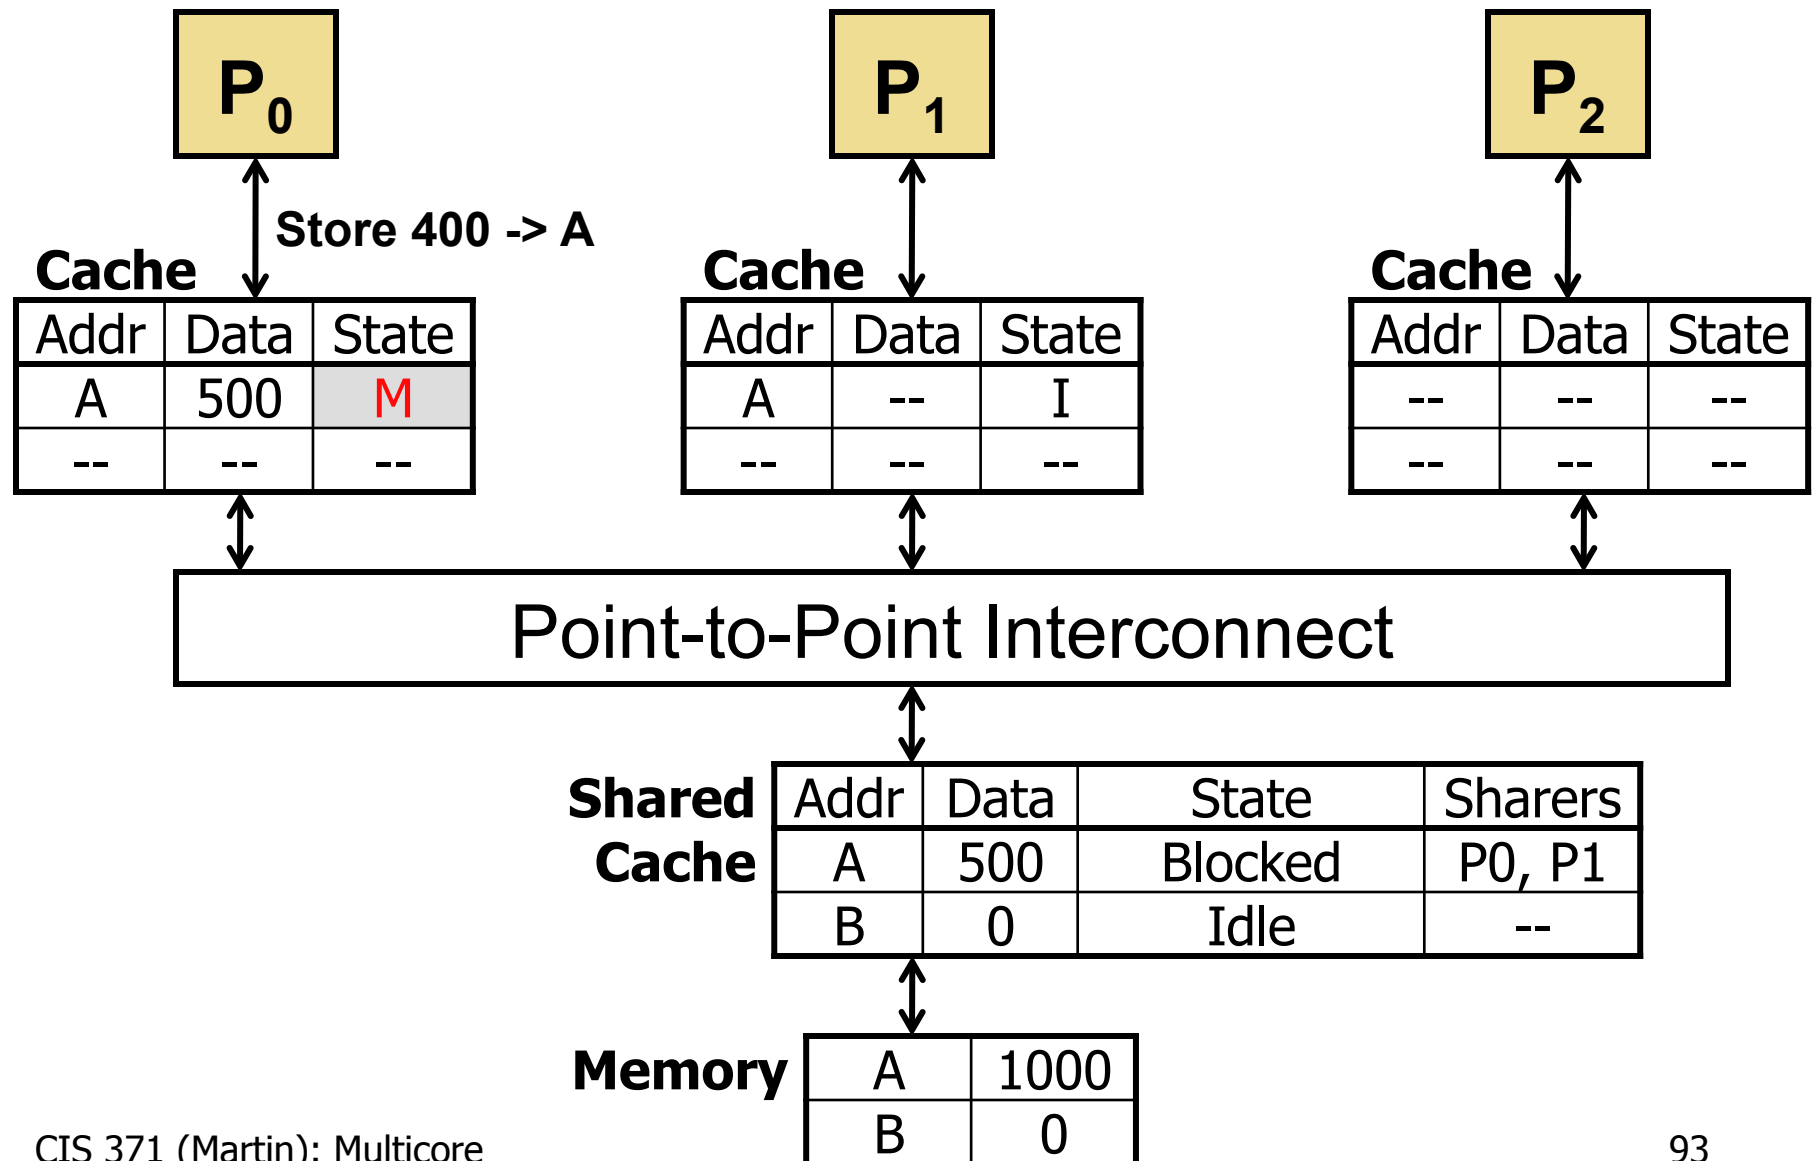 P0 P1 P2
Store 400 -> A
Cache Cache Cache
Addr Data State Addr Data State Addr Data State
A 500 M A -- I -- -- --
-- -- -- -- -- -- -- -- --
Point-to-Point Interconnect
Shared Addr Data State Sharers
Cache A 500 Blocked P0, P1
B 0 Idle --
Memory A 1000
B 0
CIS 371 (Martin): Multicore 93